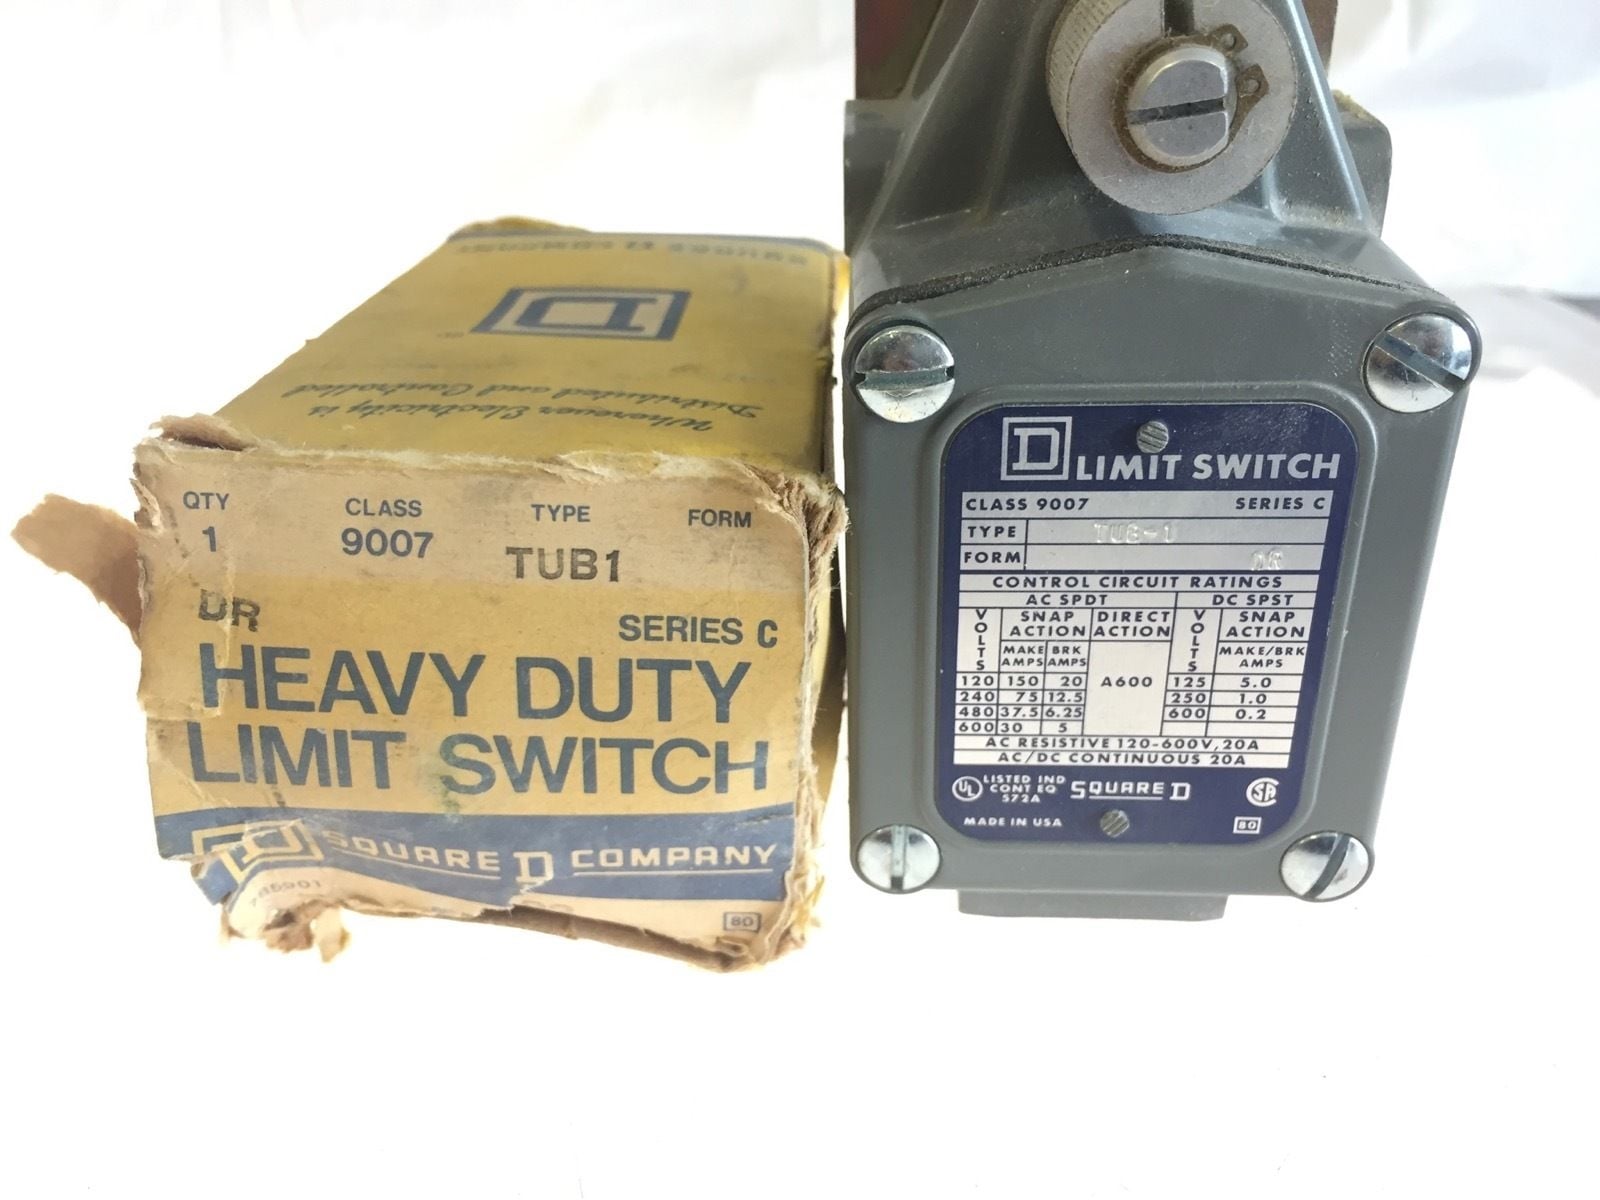 Wherever Electricity is
Distributed and Controlled
QTY CLASS TYPE FORM
1 9007 TUB1
DR SERIES C
HEAVY DUTY
LIMIT SWITCH
D SQUARE D COMPANY
80
D LIMIT SWITCH
CLASS 9007 SERIES C
TYPE TUB-1
FORM DR
CONTROL CIRCUIT RATINGS
AC SPDT DC SPST
VOLTS SNAP ACTION DIRECT ACTION VOLTS SNAP ACTION
MAKE AMPS BRK AMPS MAKE/BRK AMPS
120 150 20 A600 125 5.0
240 75 12.5 250 1.0
480 37.5 6.25 600 0.2
600 30 5
AC RESISTIVE 120-600V, 20A
AC/DC CONTINUOUS 20A
UL LISTED IND
CONT EQ
572A
SQUARE D
SA
MADE IN USA 80